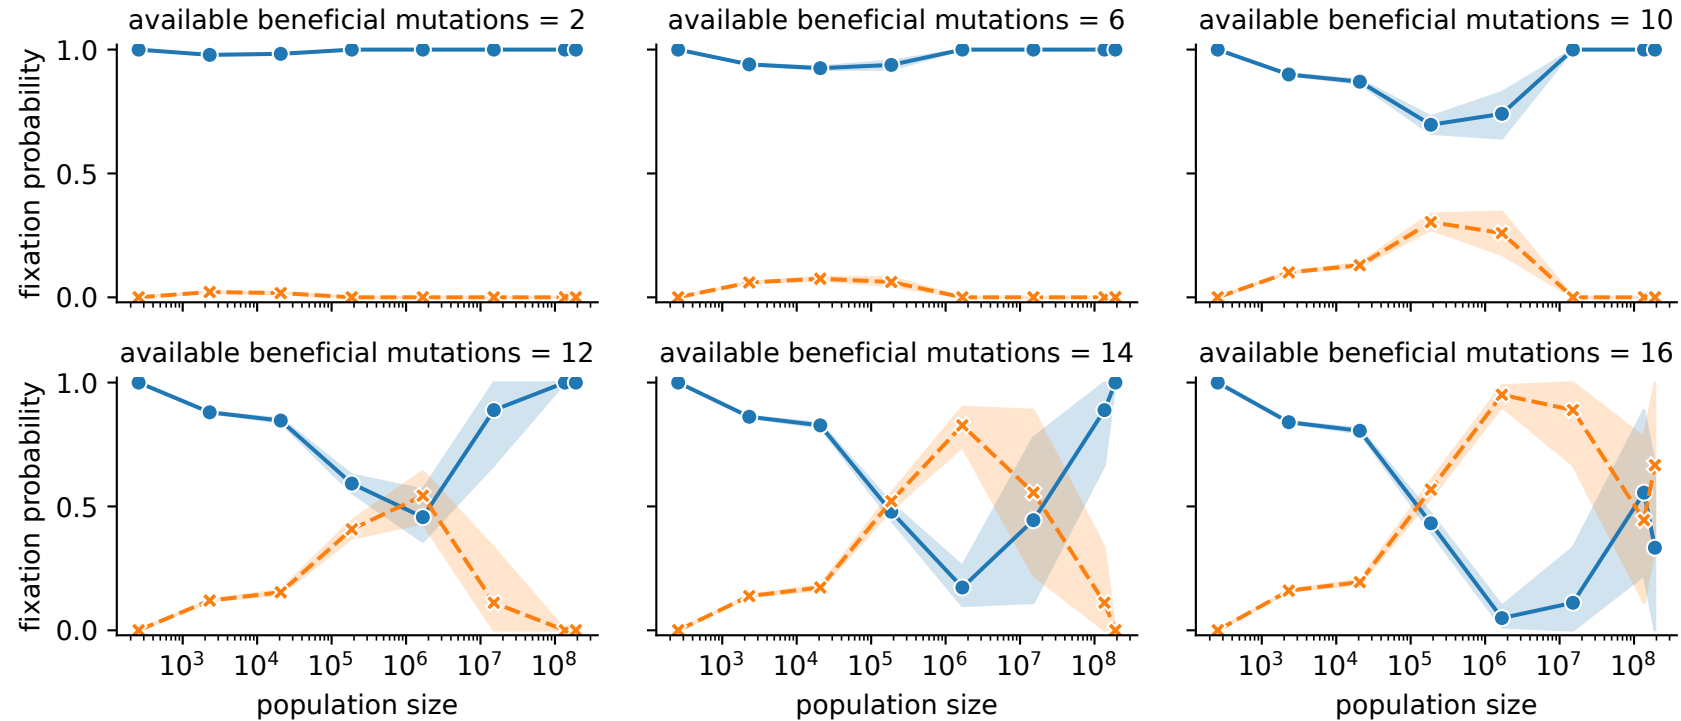 available beneficial mutations = 2
available beneficial mutations = 6
available beneficial mutations = 10
fixation probability
1.0
0.5
0.0
available beneficial mutations = 12
available beneficial mutations = 14
available beneficial mutations = 16
fixation probability
1.0
0.5
0.0
10³ 10⁴ 10⁵ 10⁶ 10⁷ 10⁸
10³ 10⁴ 10⁵ 10⁶ 10⁷ 10⁸
10³ 10⁴ 10⁵ 10⁶ 10⁷ 10⁸
population size
population size
population size